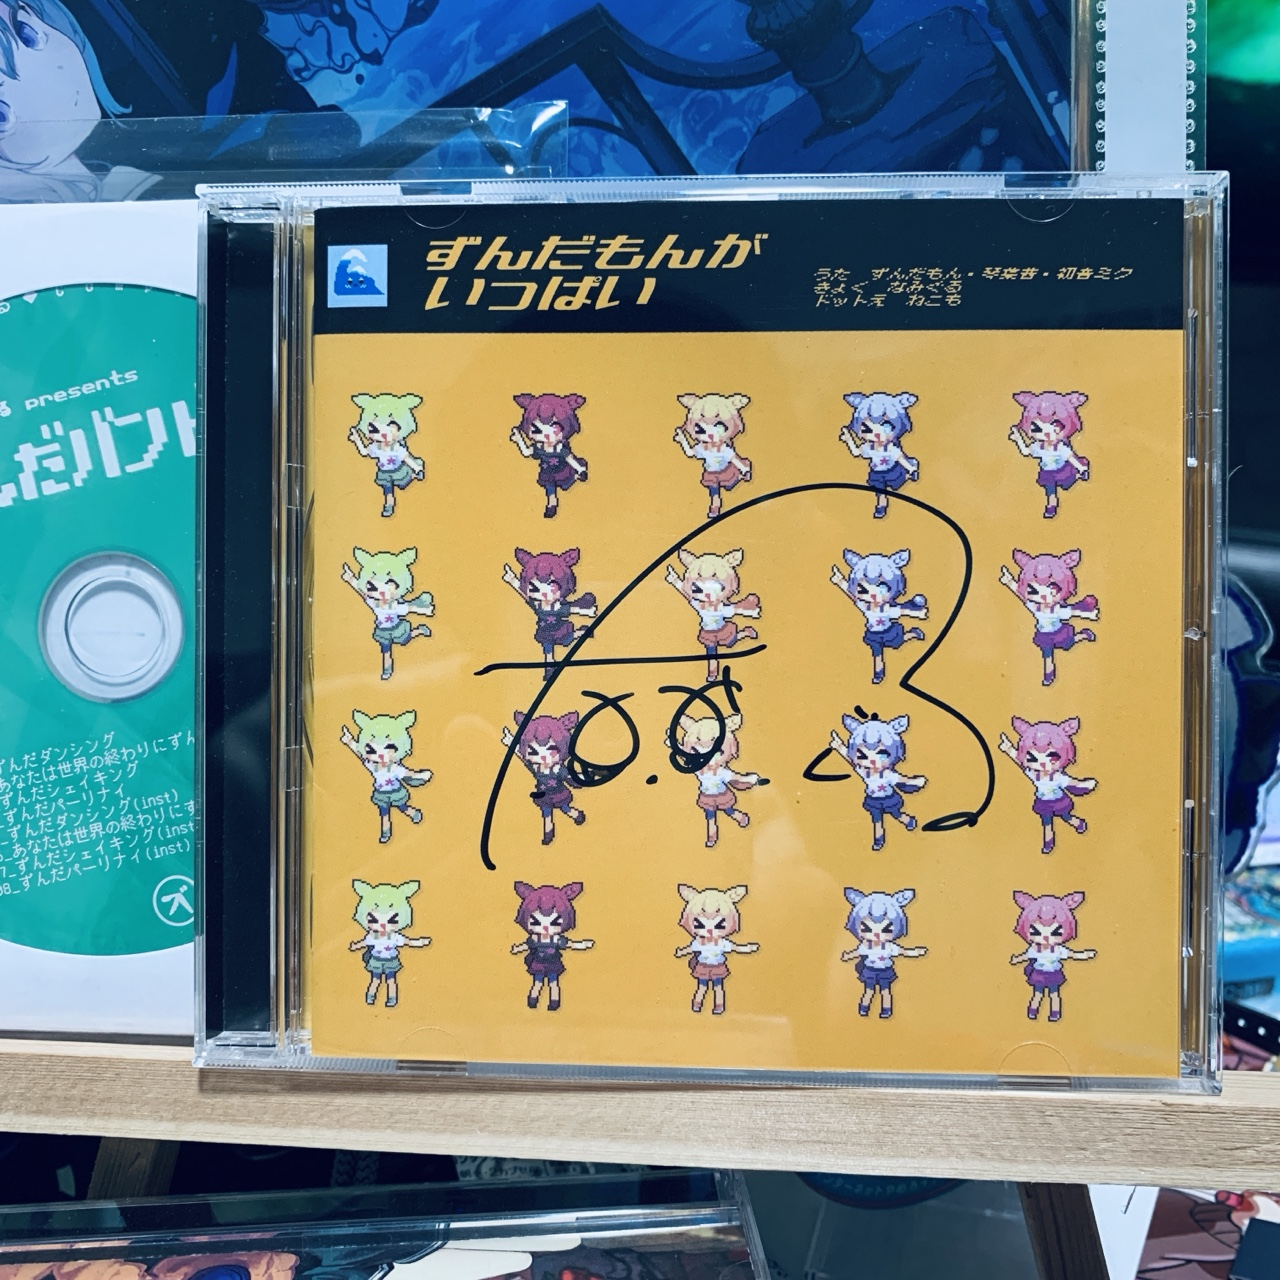 ずんだもんが
いっぱい
うた ずんだもん・琴葉茜・初音ミク
きょく なみぐる
ドットえ ねこも
presents
んだバント
ずんだダンシング
あなたは世界の終わりにずん
ずんだシェイキング
ずんだパーリナイ
ずんだダンシング(inst)
あなたは世界の終わりにず
7_ずんだシェイキング(inst
08_ずんだパーリナイ(inst)
ズ